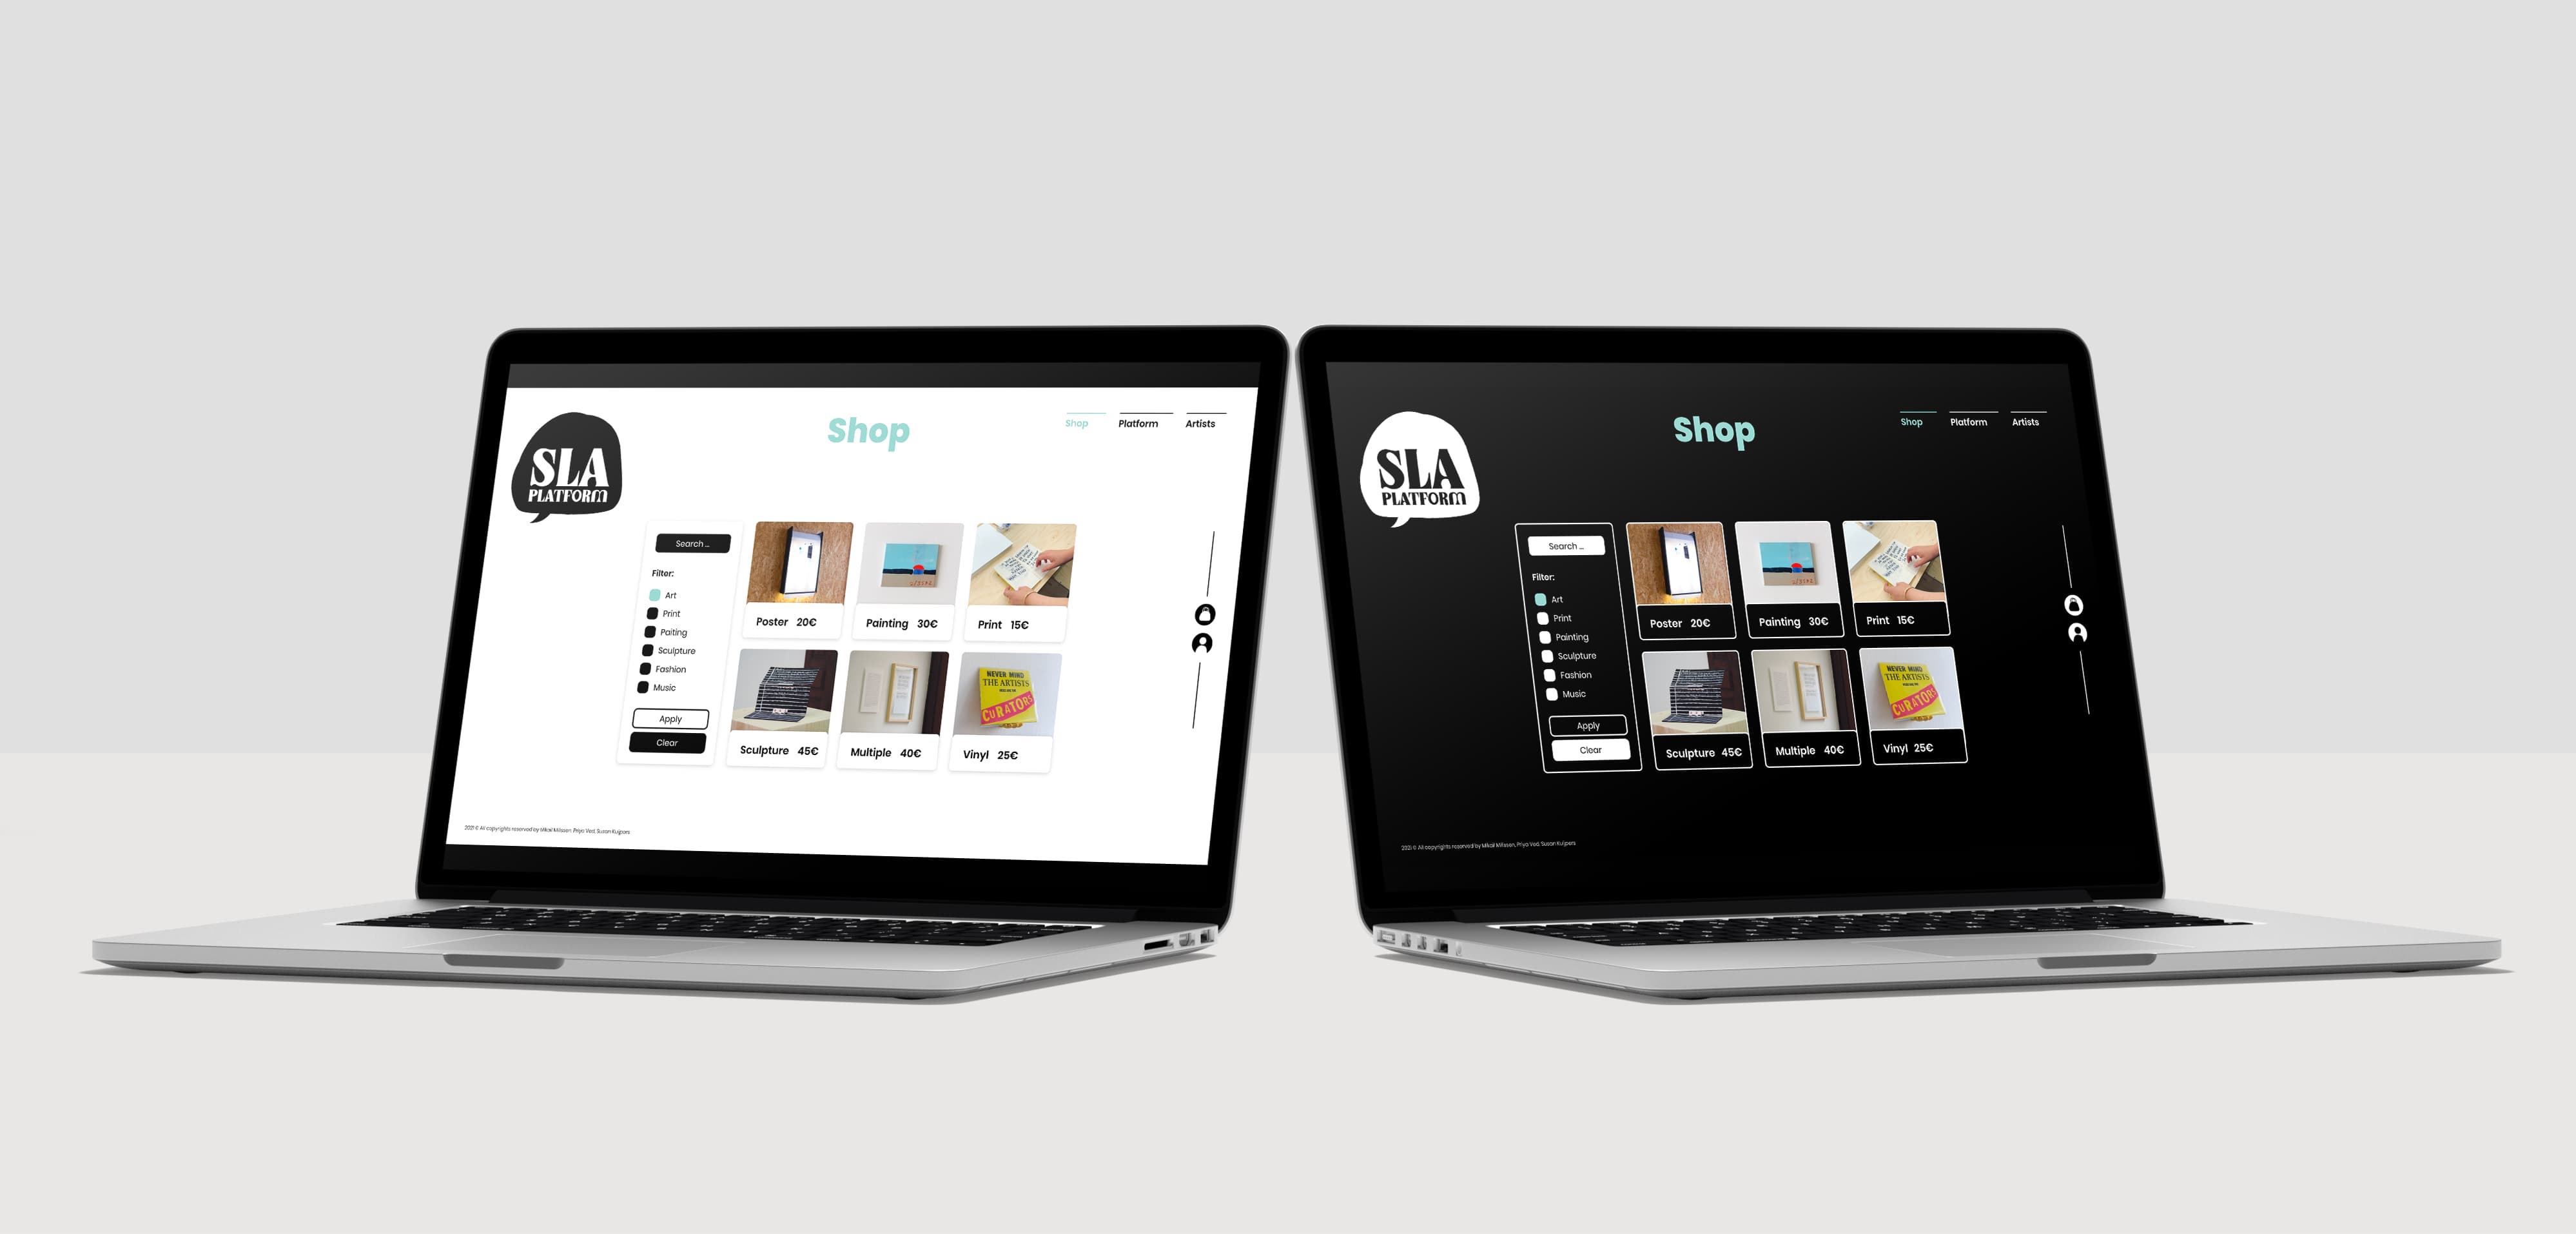 SLA
PLATFORM
Shop
Shop Platform Artists
Search ...
Filter:
Art
Print
Paiting
Sculpture
Fashion
Music
Apply
Clear
Poster 20€
Painting 30€
Print 15€
NEVER MIND
THE ARTISTS
CURATORS
Sculpture 45€
Multiple 40€
Vinyl 25€
2021 © All copyrights reserved by Mikail Milissen, Priya Ved, Susan Kuijpers
SLA
PLATFORM
Shop
Shop Platform Artists
Search ...
Filter:
Art
Print
Painting
Sculpture
Fashion
Music
Apply
Clear
Poster 20€
Painting 30€
Print 15€
NEVER MIND
THE ARTISTS
CURATORS
Sculpture 45€
Multiple 40€
Vinyl 25€
2021 © All copyrights reserved by Mikail Milissen, Priya Ved, Susan Kuijpers